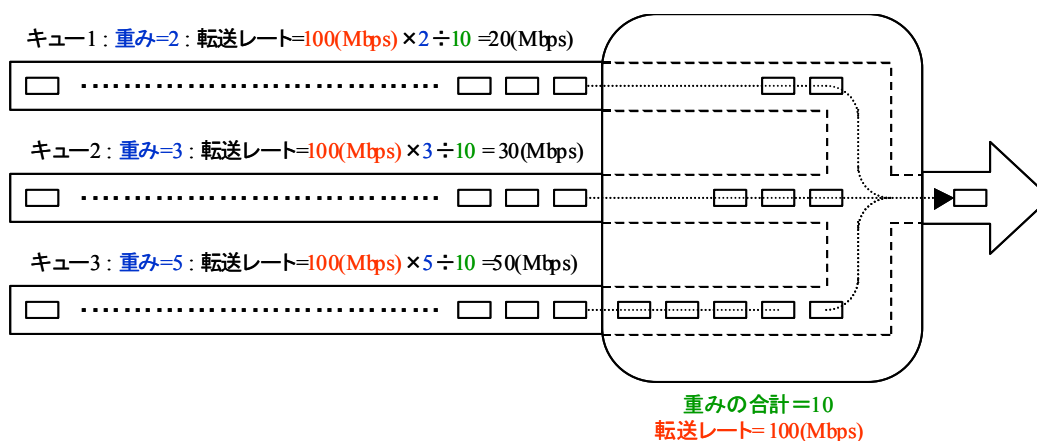 キュー1 : 重み=2 : 転送レート=100(Mbps) ×2÷10 =20(Mbps)
キュー2 : 重み=3 : 転送レート=100(Mbps) ×3÷10 = 30(Mbps)
キュー3 : 重み=5 : 転送レート=100(Mbps) ×5÷10 =50(Mbps)
重みの合計＝10
転送レート= 100(Mbps)